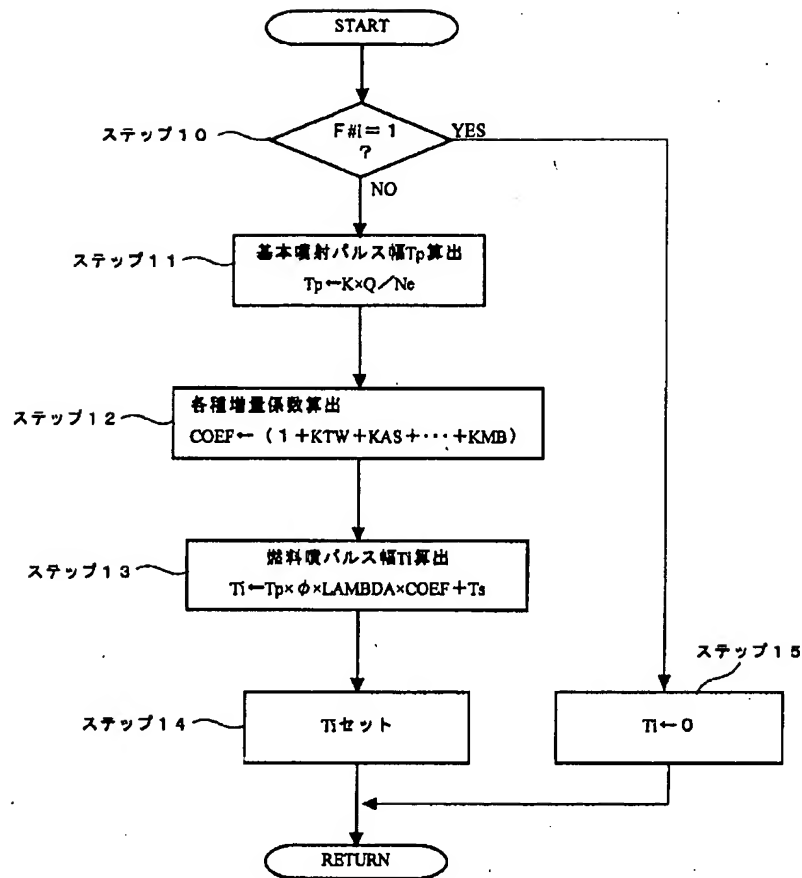 START
ステップ10
F#i=1
?
YES
NO
ステップ11
基本噴射パルス幅Tp算出
Tp←K×Q/Ne
ステップ12
各種増量係数算出
COEF←(1+KTW+KAS+···+KMB)
ステップ13
燃料噴パルス幅Ti算出
Ti←Tp×φ×LAMBDA×COEF+Ts
ステップ14
Tiセット
ステップ15
Ti←0
RETURN